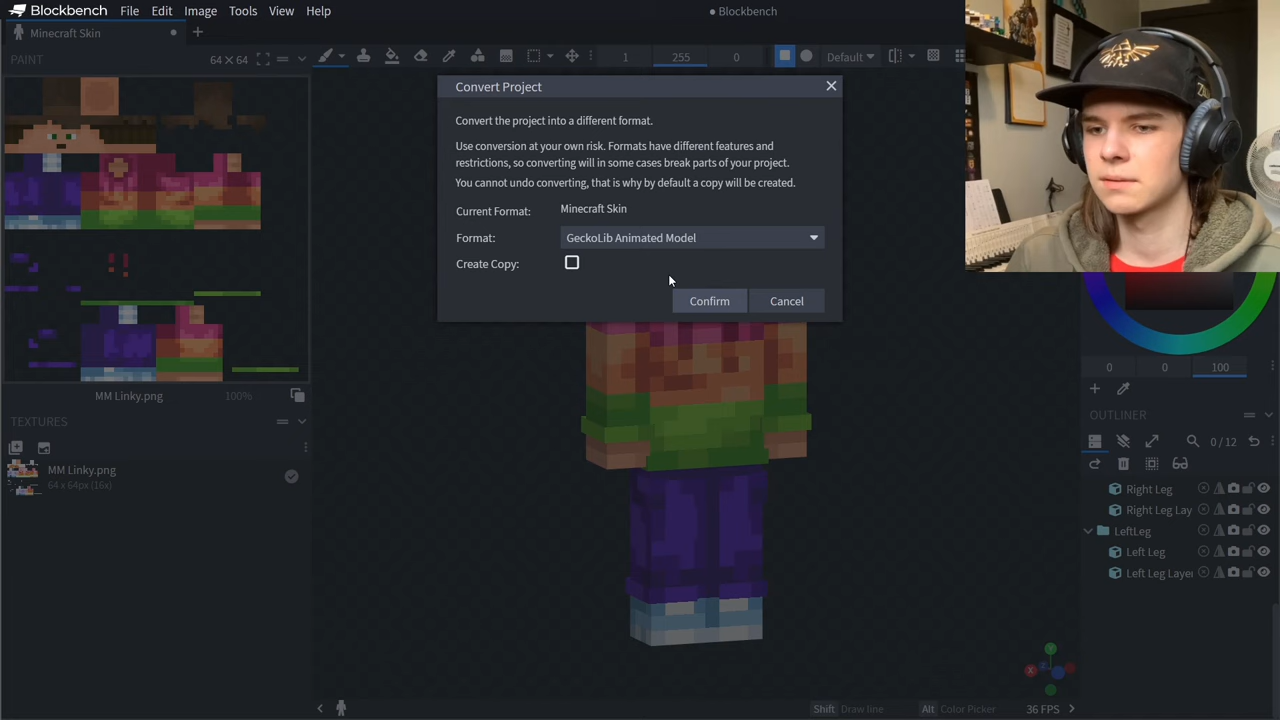 Blockbench
File Edit Image Tools View Help
Blockbench
Minecraft Skin
PAINT
64 × 64
1
255
0
Default
Convert Project
Convert the project into a different format.
Use conversion at your own risk. Formats have different features and
restrictions, so converting will in some cases break parts of your project.
You cannot undo converting, that is why by default a copy will be created.
Current Format: Minecraft Skin
Format: GeckoLib Animated Model
Create Copy:
Confirm Cancel
MM Linky.png 100%
TEXTURES
MM Linky.png
64 x 64px (16x)
0 0 100
OUTLINER
0/12
Right Leg
Right Leg Lay
LeftLeg
Left Leg
Left Leg Layer
Shift Draw line Alt Color Picker 36 FPS